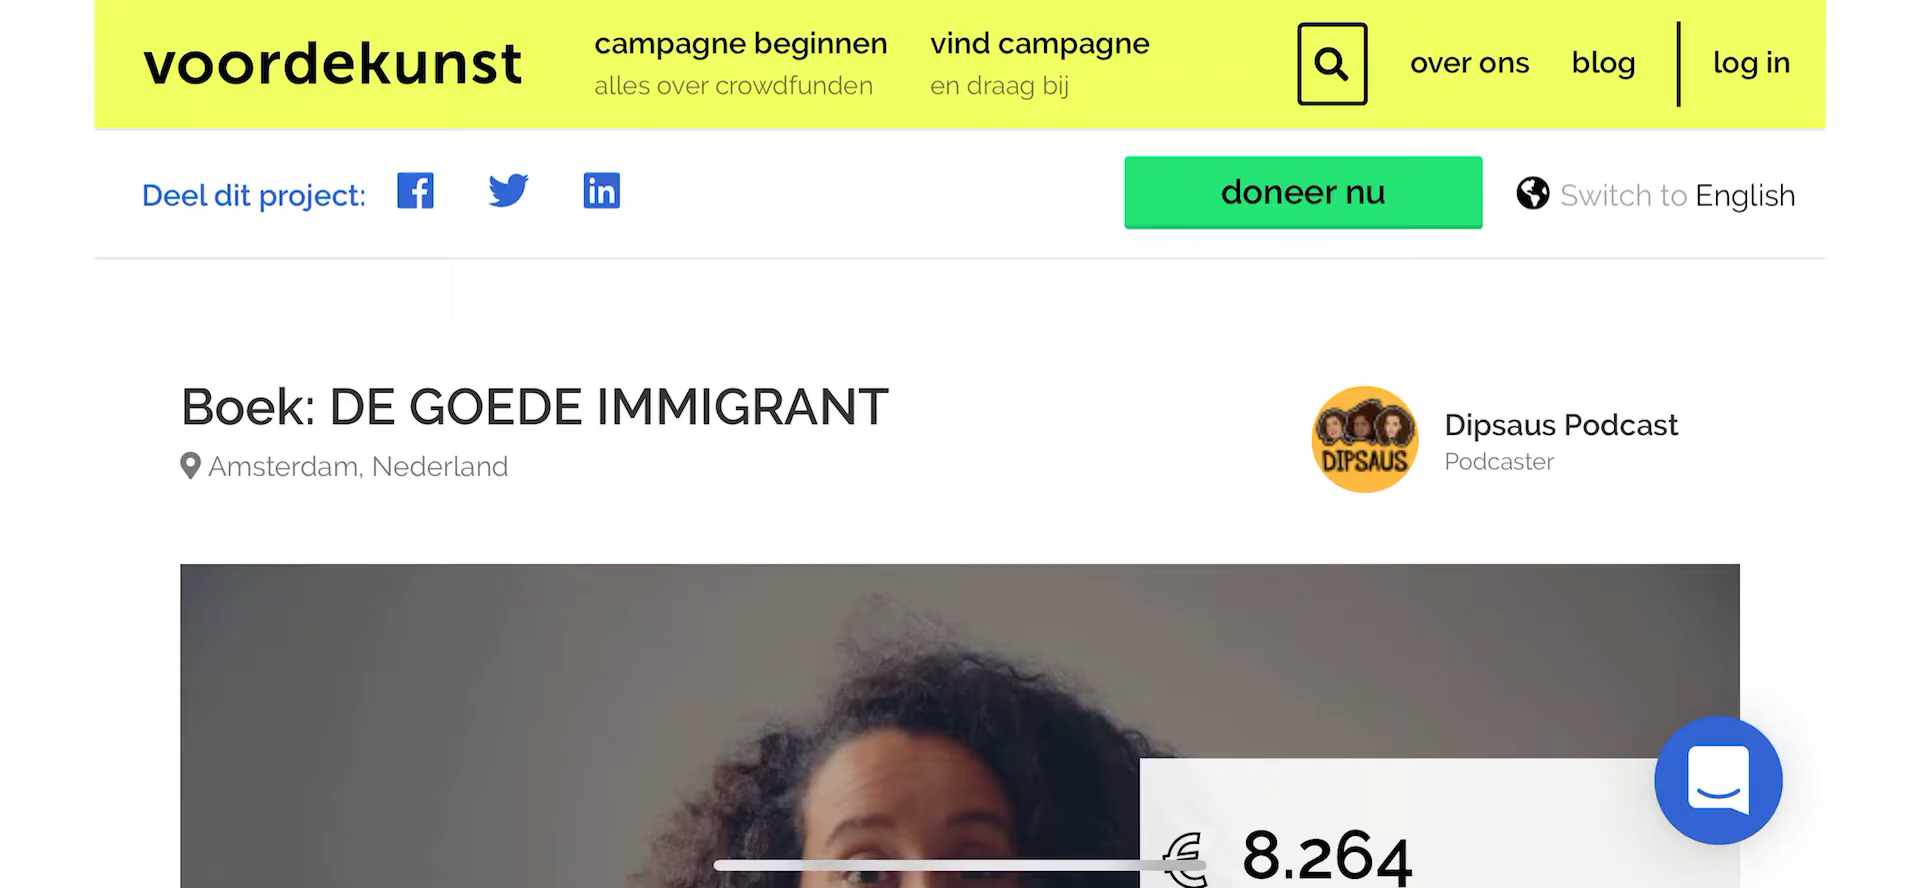 voordekunst
campagne beginnen
alles over crowdfunden
vind campagne
en draag bij
over ons
blog
log in
Deel dit project:
doneer nu
Switch to English
Boek: DE GOEDE IMMIGRANT
Amsterdam, Nederland
DIPSAUS
Dipsaus Podcast
Podcaster
€ 8.264